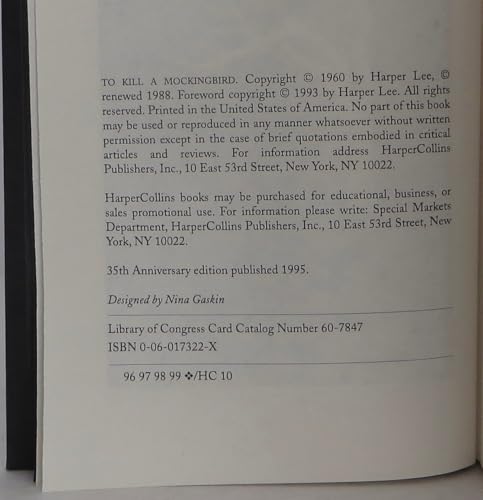 TO KILL A MOCKINGBIRD. Copyright © 1960 by Harper Lee, ©
renewed 1988. Foreword copyright © 1993 by Harper Lee. All rights
reserved. Printed in the United States of America. No part of this book
may be used or reproduced in any manner whatsoever without written
permission except in the case of brief quotations embodied in critical
articles and reviews. For information address HarperCollins
Publishers, Inc., 10 East 53rd Street, New York, NY 10022.
HarperCollins books may be purchased for educational, business, or
sales promotional use. For information please write: Special Markets
Department, HarperCollins Publishers, Inc., 10 East 53rd Street, New
York, NY 10022.
35th Anniversary edition published 1995.
Designed by Nina Gaskin
Library of Congress Card Catalog Number 60-7847
ISBN 0-06-017322-X
96 97 98 99 ❖/HC 10